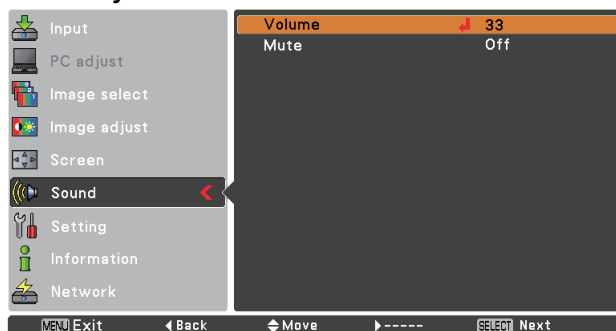 Input
PC adjust
Image select
Image adjust
Screen
Sound
Setting
Information
Network
Volume 33
Mute Off
MENU Exit Back Move ----- SELECT Next